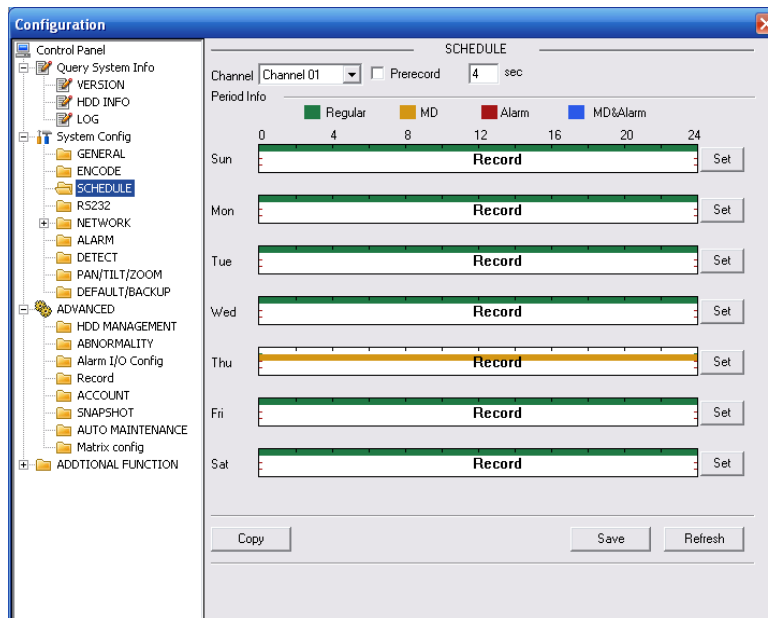 Configuration
Control Panel
Query System Info
VERSION
HDD INFO
LOG
System Config
GENERAL
ENCODE
SCHEDULE
RS232
NETWORK
ALARM
DETECT
PAN/TILT/ZOOM
DEFAULT/BACKUP
ADVANCED
HDD MANAGEMENT
ABNORMALITY
Alarm I/O Config
Record
ACCOUNT
SNAPSHOT
AUTO MAINTENANCE
Matrix config
ADDTIONAL FUNCTION
SCHEDULE
Channel Channel 01 Prerecord 4 sec
Period Info
Regular MD Alarm MD&Alarm
0 4 8 12 16 20 24
Sun Record Set
Mon Record Set
Tue Record Set
Wed Record Set
Thu Record Set
Fri Record Set
Sat Record Set
Copy Save Refresh